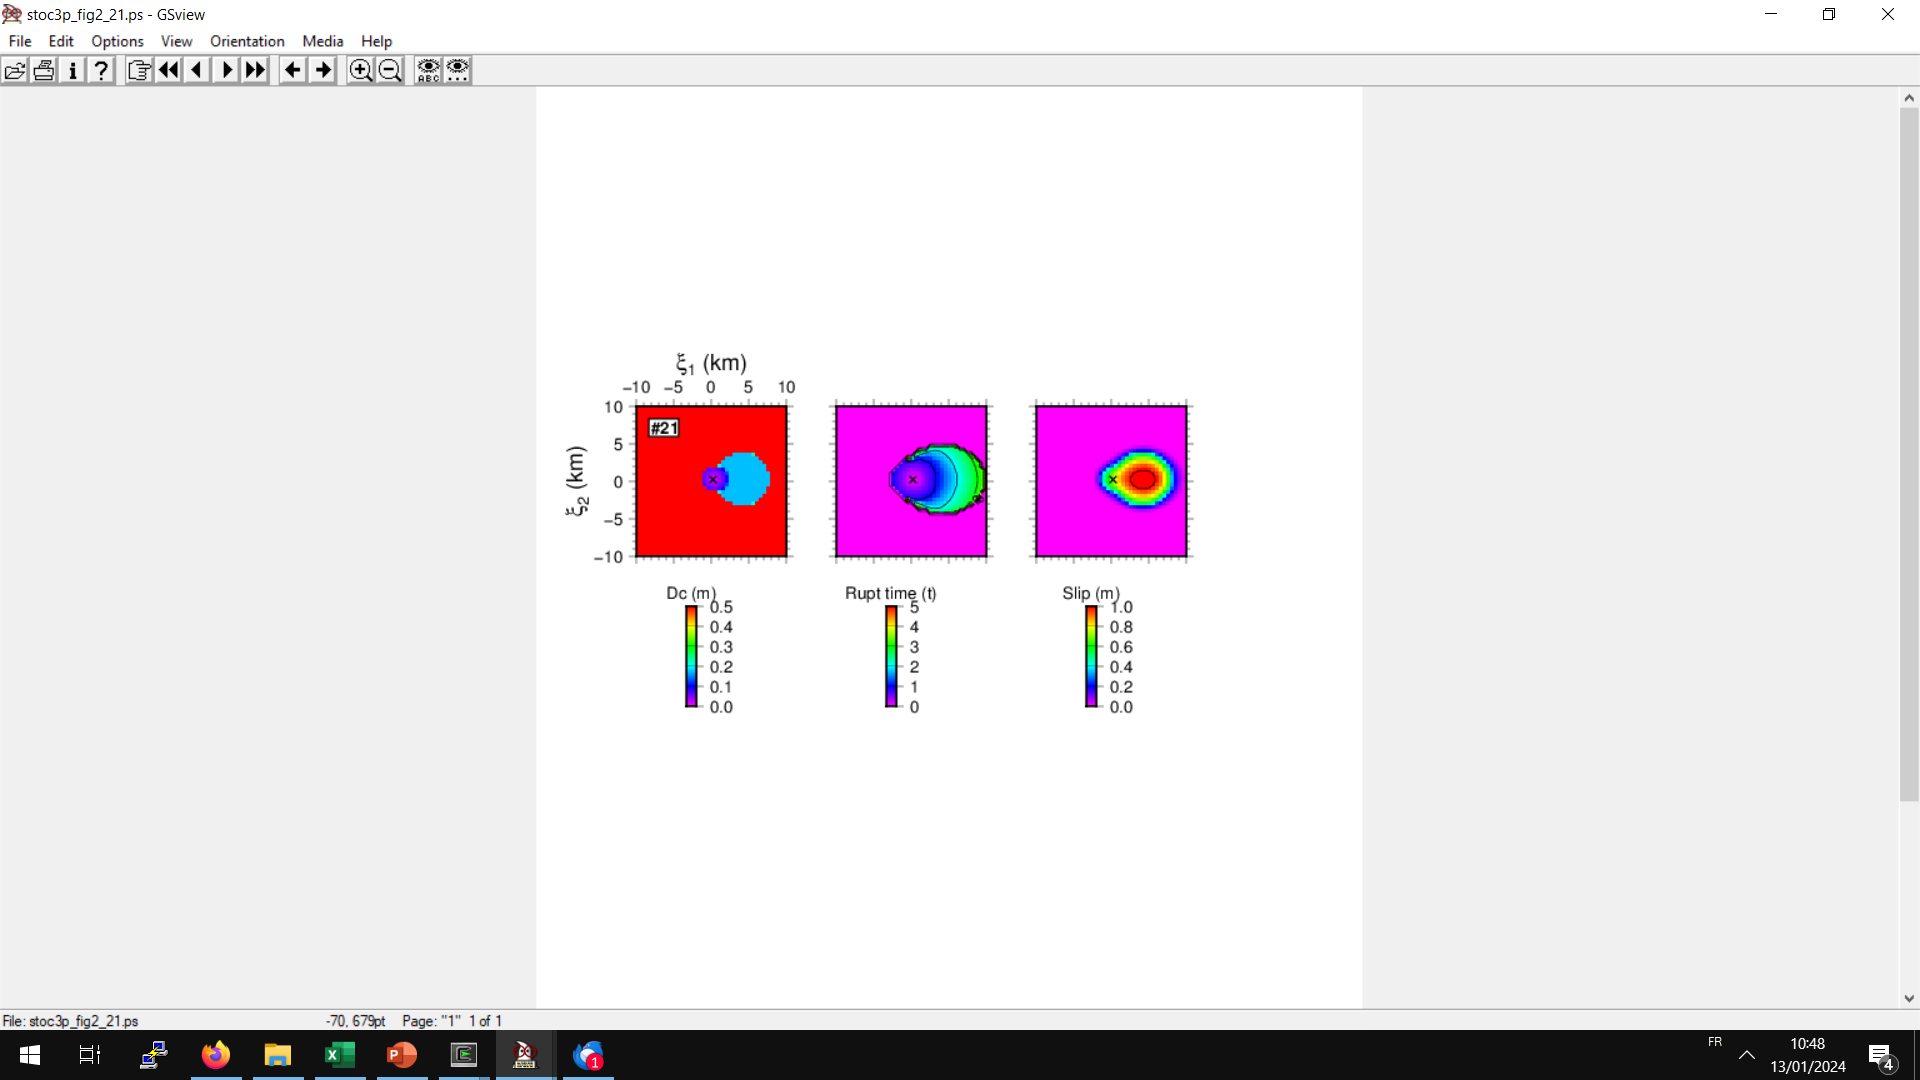 stoc3p_fig2_21.ps - GSview
File Edit Options View Orientation Media Help
ABC
ξ1 (km)
−10 −5 0 5 10
10
5
0
−5
−10
ξ2 (km)
#21
Dc (m)
0.5
0.4
0.3
0.2
0.1
0.0
Rupt time (t)
5
4
3
2
1
0
Slip (m)
1.0
0.8
0.6
0.4
0.2
0.0
File: stoc3p_fig2_21.ps -70, 679pt Page: "1" 1 of 1
1
FR
10:48
13/01/2024
4